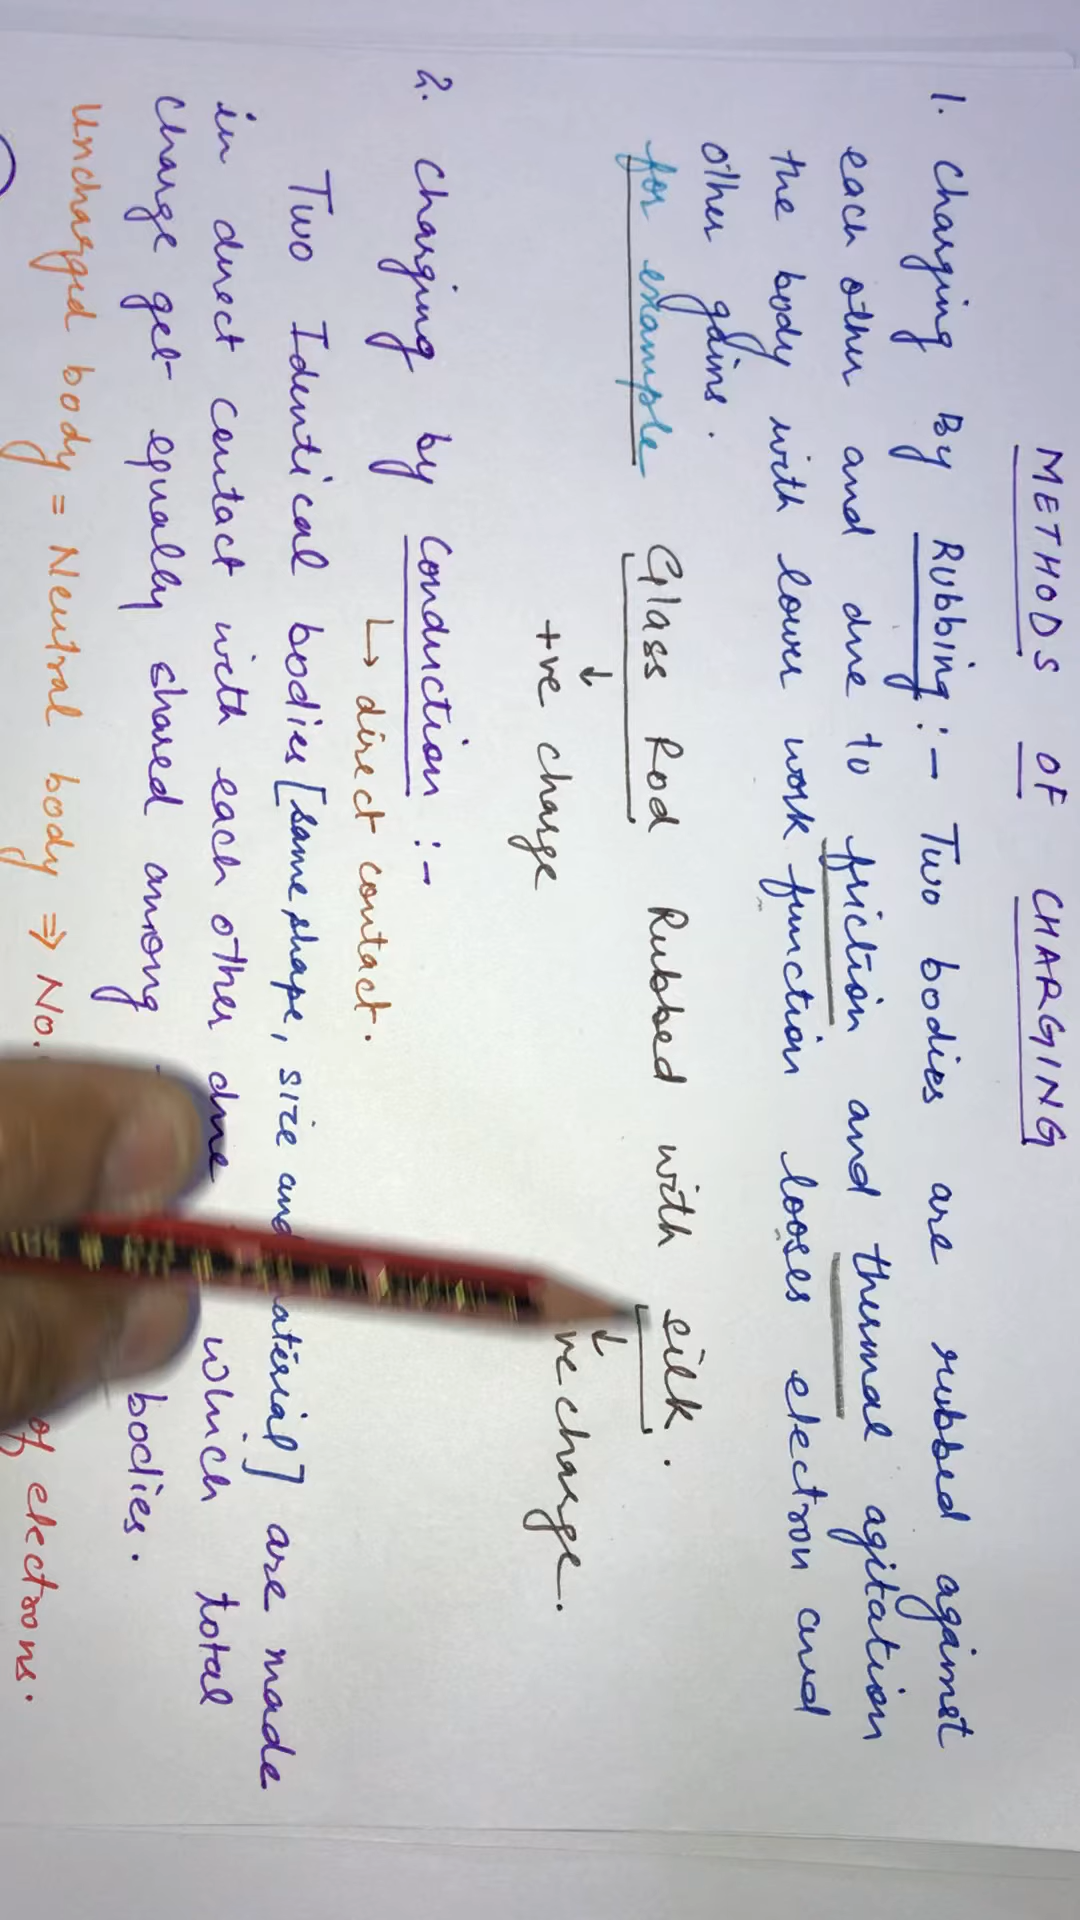 METHODS OF CHARGING
1. Charging By Rubbing :- Two bodies are rubbed against
each other and due to friction and thermal agitation
the body with lower work function looses electron and
other gains.
for example Glass Rod Rubbed with silk.
↓ ↓
+ve charge ve charge.
2. Charging by Conduction :-
↳ direct contact.
Two Identical bodies [same shape, size and material] are made
in direct contact with each other due which total
charge get equally shared among bodies.
Uncharged body = Neutral body ⇒ No. of electrons.